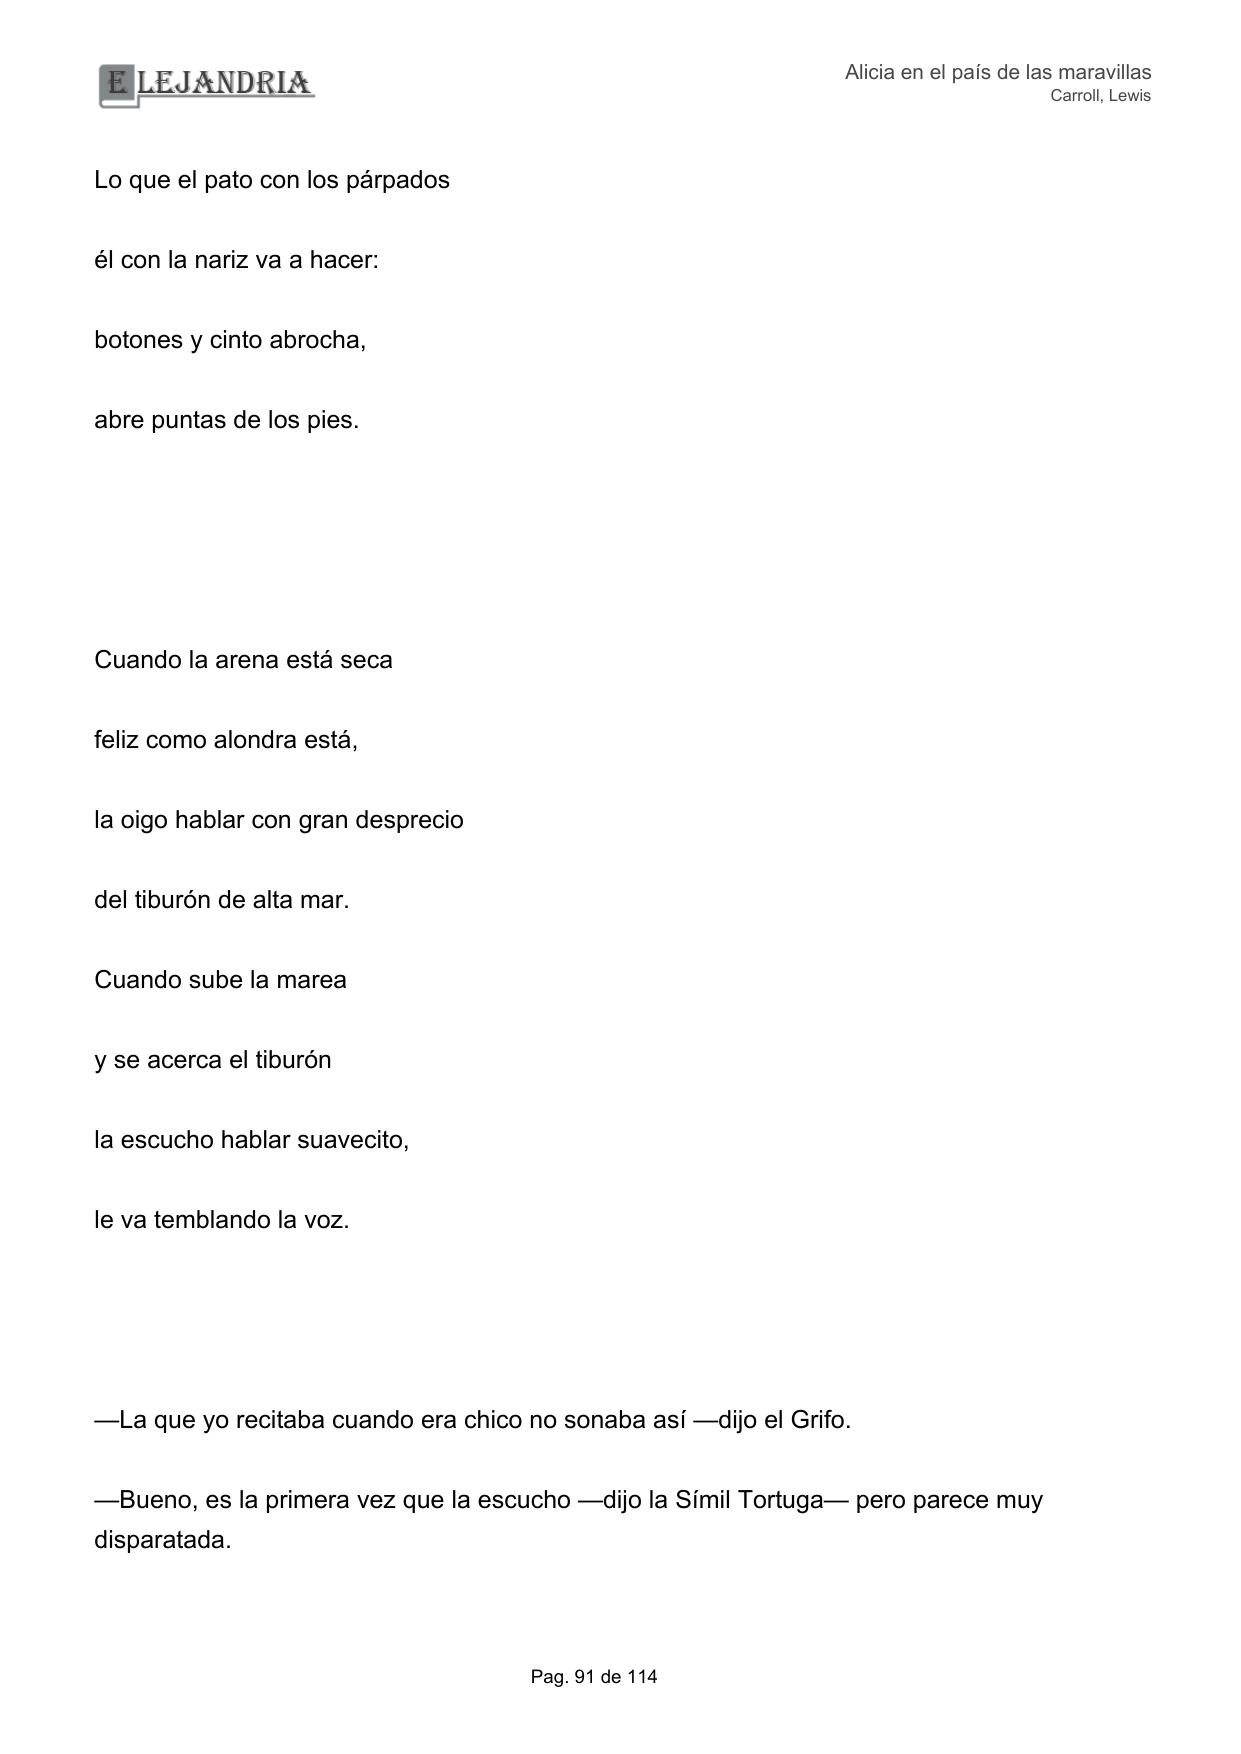 ELEJANDRIA
Alicia en el país de las maravillas
Carroll, Lewis
Lo que el pato con los párpados
él con la nariz va a hacer:
botones y cinto abrocha,
abre puntas de los pies.
Cuando la arena está seca
feliz como alondra está,
la oigo hablar con gran desprecio
del tiburón de alta mar.
Cuando sube la marea
y se acerca el tiburón
la escucho hablar suavecito,
le va temblando la voz.
—La que yo recitaba cuando era chico no sonaba así —dijo el Grifo.
—Bueno, es la primera vez que la escucho —dijo la Símil Tortuga— pero parece muy
disparatada.
Pag. 91 de 114